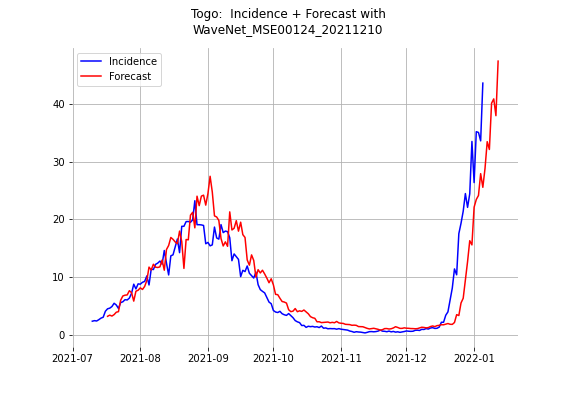 Togo:  Incidence + Forecast with
WaveNet_MSE00124_20211210
Incidence
Forecast
40
30
20
10
0
2021-07 2021-08 2021-09 2021-10 2021-11 2021-12 2022-01